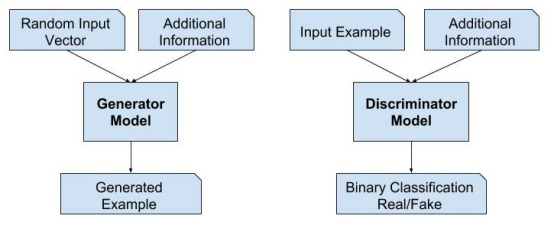 Random Input
Vector
Additional
Information
Generator
Model
Generated
Example
Input Example
Additional
Information
Discriminator
Model
Binary Classification
Real/Fake